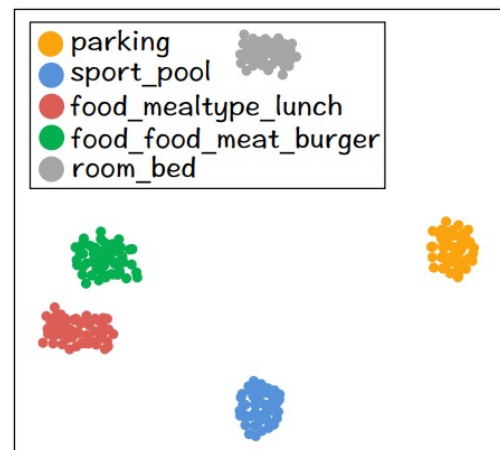 parking
sport_pool
food_mealtype_lunch
food_food_meat_burger
room_bed